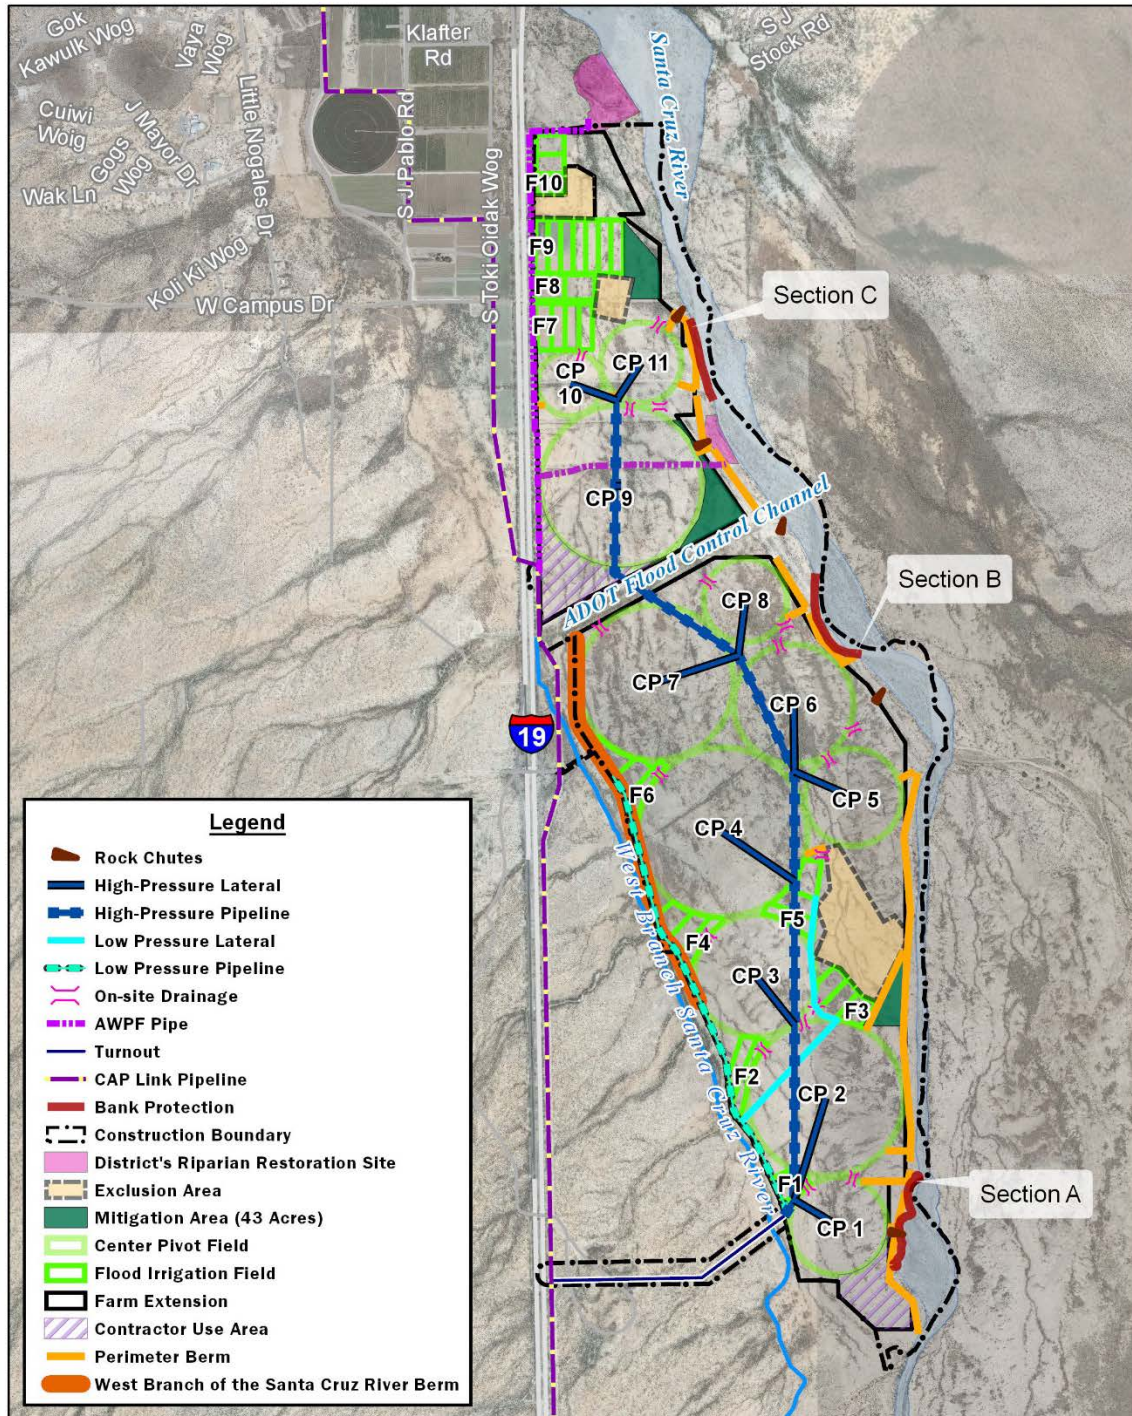 Gok
Kawulk Wog
Vaya
Wog
Klafter
Rd
S J
Stock Rd
Cuiwi
Woig
J Mayor Dr
Gogs
Wog
Little Nogales Dr
Wak Ln
S J Pablo Rd
S Toki Oidak Wog
Koli Ki Wog
W Campus Dr
Santa Cruz
River
F10
F9
F8
F7
Section C
CP
10
CP 11
CP 9
ADOT Flood Control Channel
Section B
CP 8
CP 7
CP 6
19
CP 5
F6
CP 4
West Branch Santa Cruz River
F5
F4
CP 3
F3
F2
CP 2
F1
Section A
CP 1
Legend
Rock Chutes
High-Pressure Lateral
High-Pressure Pipeline
Low Pressure Lateral
Low Pressure Pipeline
On-site Drainage
AWPF Pipe
Turnout
CAP Link Pipeline
Bank Protection
Construction Boundary
District's Riparian Restoration Site
Exclusion Area
Mitigation Area (43 Acres)
Center Pivot Field
Flood Irrigation Field
Farm Extension
Contractor Use Area
Perimeter Berm
West Branch of the Santa Cruz River Berm